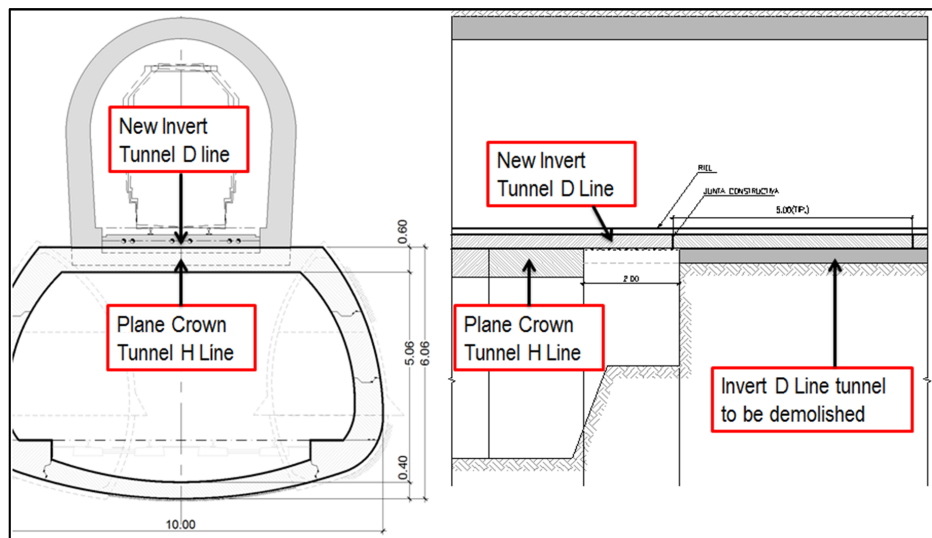 New Invert
Tunnel D line
Plane Crown
Tunnel H Line
0.60
5.06
6.06
0.40
10.00
New Invert
Tunnel D Line
RIEL
JUNTA CONSTRUCTIVA
5.00(TIP.)
2.00
Plane Crown
Tunnel H Line
Invert D Line tunnel
to be demolished